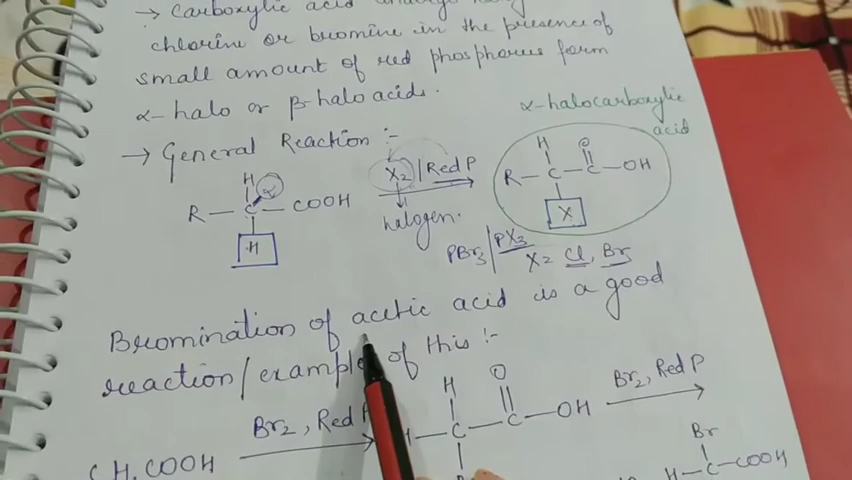 → Carboxylic acid
chlorine or bromine in the presence of
small amount of red phosphorus form
α-halo or β-halo acids.
α-halocarboxylic
acid
→ General Reaction :-
H
α
R - C - COOH
H
X2 | Red P
halogen.
H O
R - C - C - OH
X
PBr3 | PX3
X= Cl, Br
Bromination of acetic acid is a good
reaction/example of this :-
Br2, Red P
H O
C - C - OH
Br2, Red P
Br
H - C - COOH